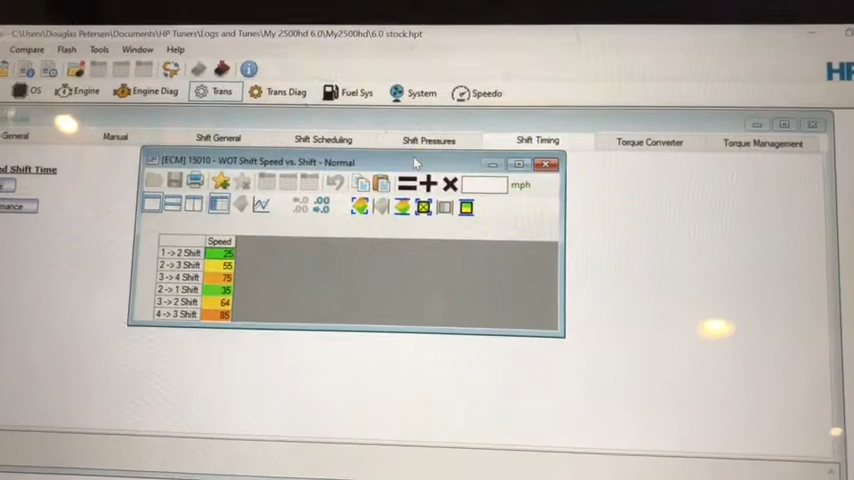 - C:\Users\Douglas Petersen\Documents\HP Tuners\Logs and Tunes\My 2500hd 6.0\My2500hd\6.0 stock.hpt
Compare Flash Tools Window Help
HP
OS Engine Engine Diag Trans Trans Diag Fuel Sys System Speedo
General Manual Shift General Shift Scheduling Shift Pressures Shift Timing Torque Converter Torque Management
[ECM] 15010 - WOT Shift Speed vs. Shift - Normal
ed Shift Time
mph
mance
Speed
1 -> 2 Shift 25
2 -> 3 Shift 55
3 -> 4 Shift 75
2 -> 1 Shift 35
3 -> 2 Shift 64
4 -> 3 Shift 85